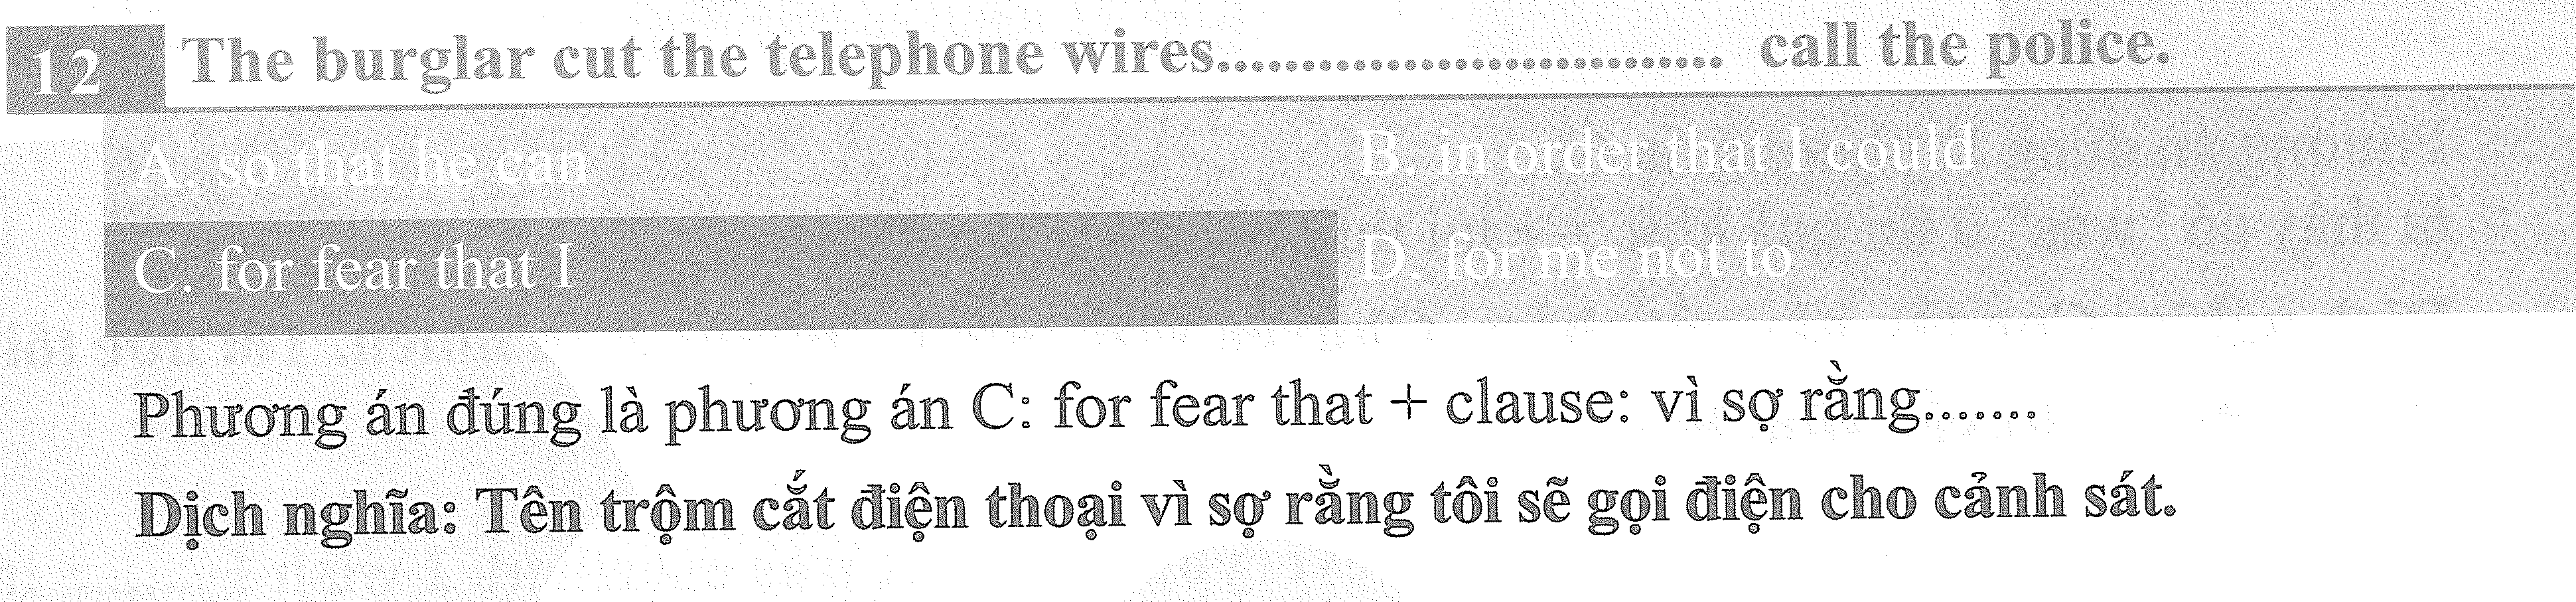 12 The burglar cut the telephone wires.............................. call the police.
A. so that he can B. in order that I could
C. for fear that I D. for me not to
Phương án đúng là phương án C: for fear that + clause: vì sợ rằng.......
Dịch nghĩa: Tên trộm cắt điện thoại vì sợ rằng tôi sẽ gọi điện cho cảnh sát.